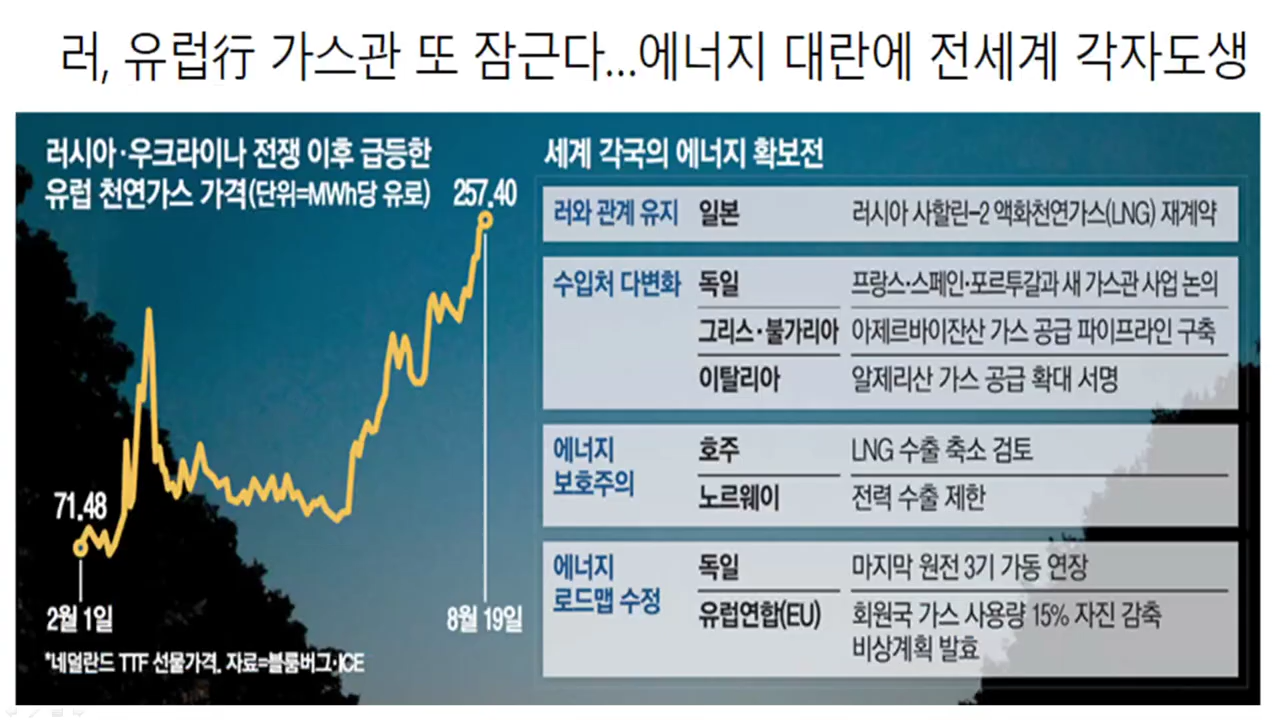 러, 유럽行 가스관 또 잠근다...에너지 대란에 전세계 각자도생
러시아·우크라이나 전쟁 이후 급등한
유럽 천연가스 가격(단위=MWh당 유로)
257.40
71.48
2월 1일
8월 19일
*네덜란드 TTF 선물가격. 자료=블룸버그·ICE
세계 각국의 에너지 확보전
러와 관계 유지 일본 러시아 사할린-2 액화천연가스(LNG) 재계약
수입처 다변화 독일 프랑스·스페인·포르투갈과 새 가스관 사업 논의
그리스·불가리아 아제르바이잔산 가스 공급 파이프라인 구축
이탈리아 알제리산 가스 공급 확대 서명
에너지 보호주의 호주 LNG 수출 축소 검토
노르웨이 전력 수출 제한
에너지 로드맵 수정 독일 마지막 원전 3기 가동 연장
유럽연합(EU) 회원국 가스 사용량 15% 자진 감축
비상계획 발효